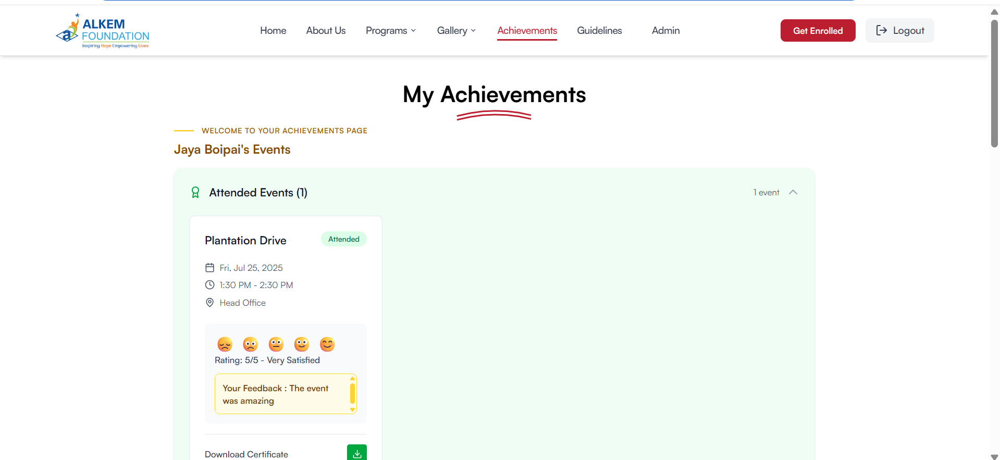 ALKEM
FOUNDATION
Inspiring Hope Empowering Lives
Home About Us Programs Gallery Achievements Guidelines Admin Get Enrolled Logout
My Achievements
WELCOME TO YOUR ACHIEVEMENTS PAGE
Jaya Boipai's Events
Attended Events (1) 1 event
Plantation Drive Attended
Fri, Jul 25, 2025
1:30 PM - 2:30 PM
Head Office
Rating: 5/5 - Very Satisfied
Your Feedback : The event
was amazing
Download Certificate